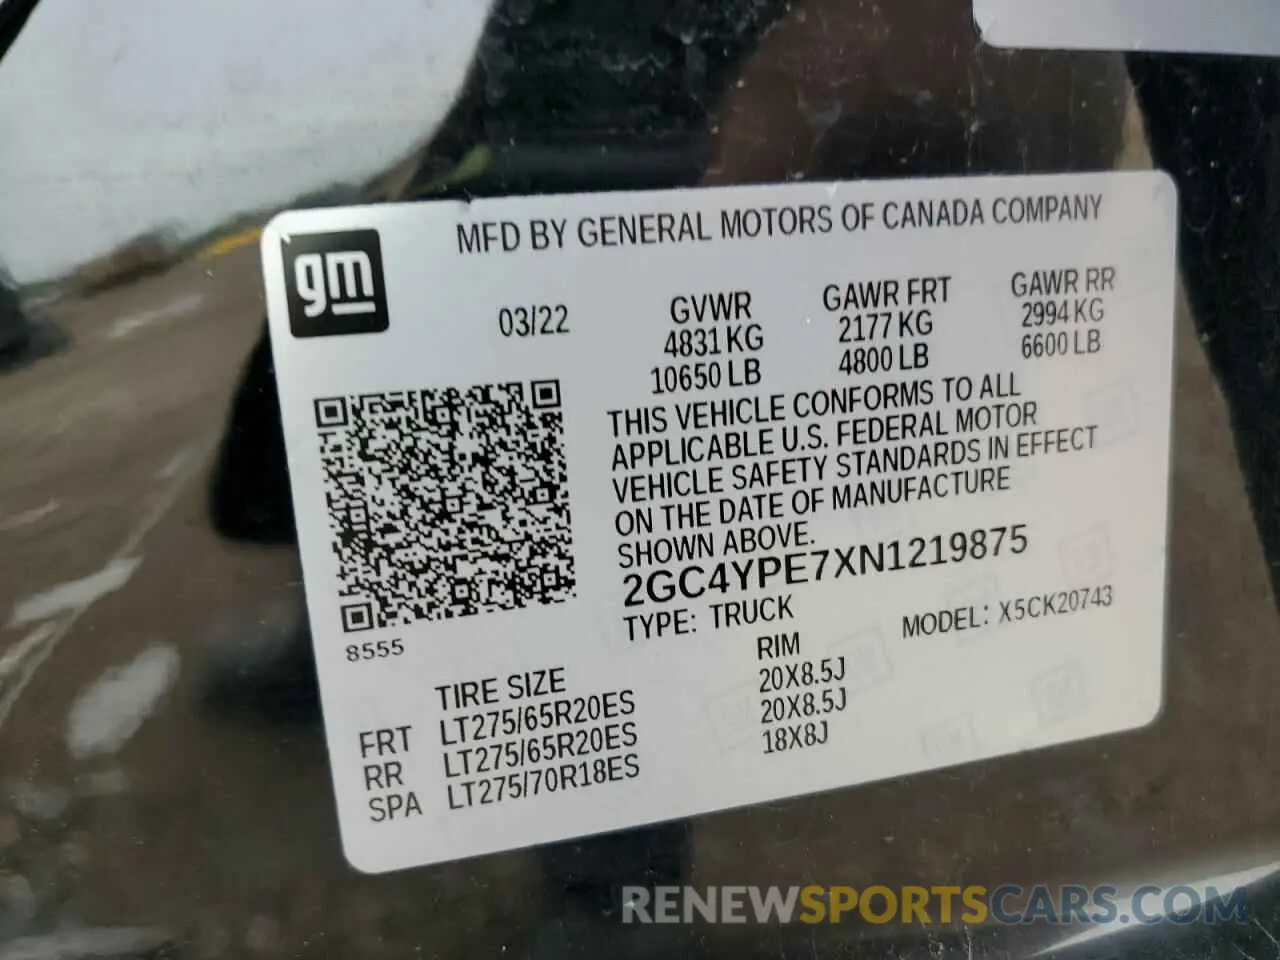 MFD BY GENERAL MOTORS OF CANADA COMPANY
gm
03/22
GVWR GAWR FRT GAWR RR
4831 KG 2177 KG 2994 KG
10650 LB 4800 LB 6600 LB
THIS VEHICLE CONFORMS TO ALL
APPLICABLE U.S. FEDERAL MOTOR
VEHICLE SAFETY STANDARDS IN EFFECT
ON THE DATE OF MANUFACTURE
SHOWN ABOVE.
2GC4YPE7XN1219875
TYPE: TRUCK MODEL: X5CK20743
8555
TIRE SIZE RIM
FRT LT275/65R20ES 20X8.5J
RR LT275/65R20ES 20X8.5J
SPA LT275/70R18ES 18X8J
RENEWSPORTSCARS.COM